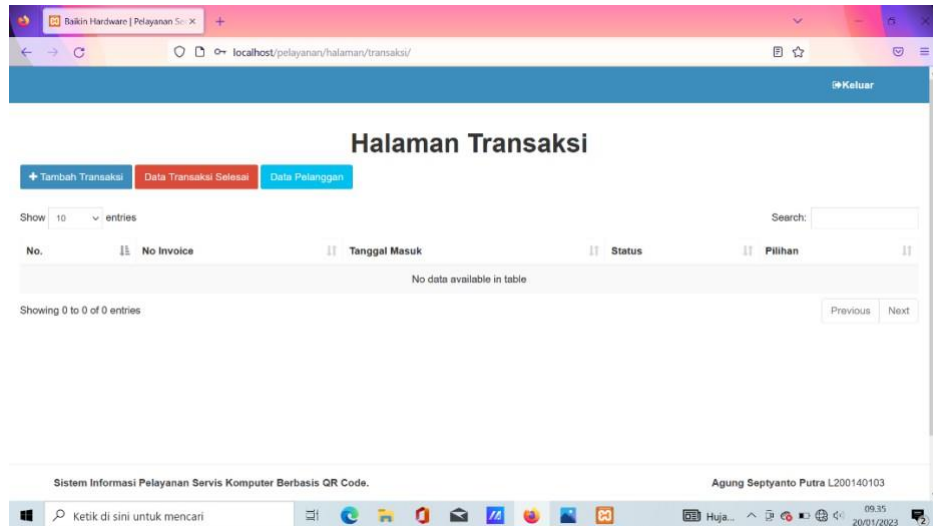 Baikin Hardware | Pelayanan Ser
localhost/pelayanan/halaman/transaksi/
Keluar
Halaman Transaksi
Tambah Transaksi Data Transaksi Selesai Data Pelanggan
Show 10 entries Search:
No. No Invoice Tanggal Masuk Status Pilihan
No data available in table
Showing 0 to 0 of 0 entries Previous Next
Sistem Informasi Pelayanan Servis Komputer Berbasis QR Code. Agung Septyanto Putra L200140103
Ketik di sini untuk mencari Huja... 09.35
20/01/2023 2